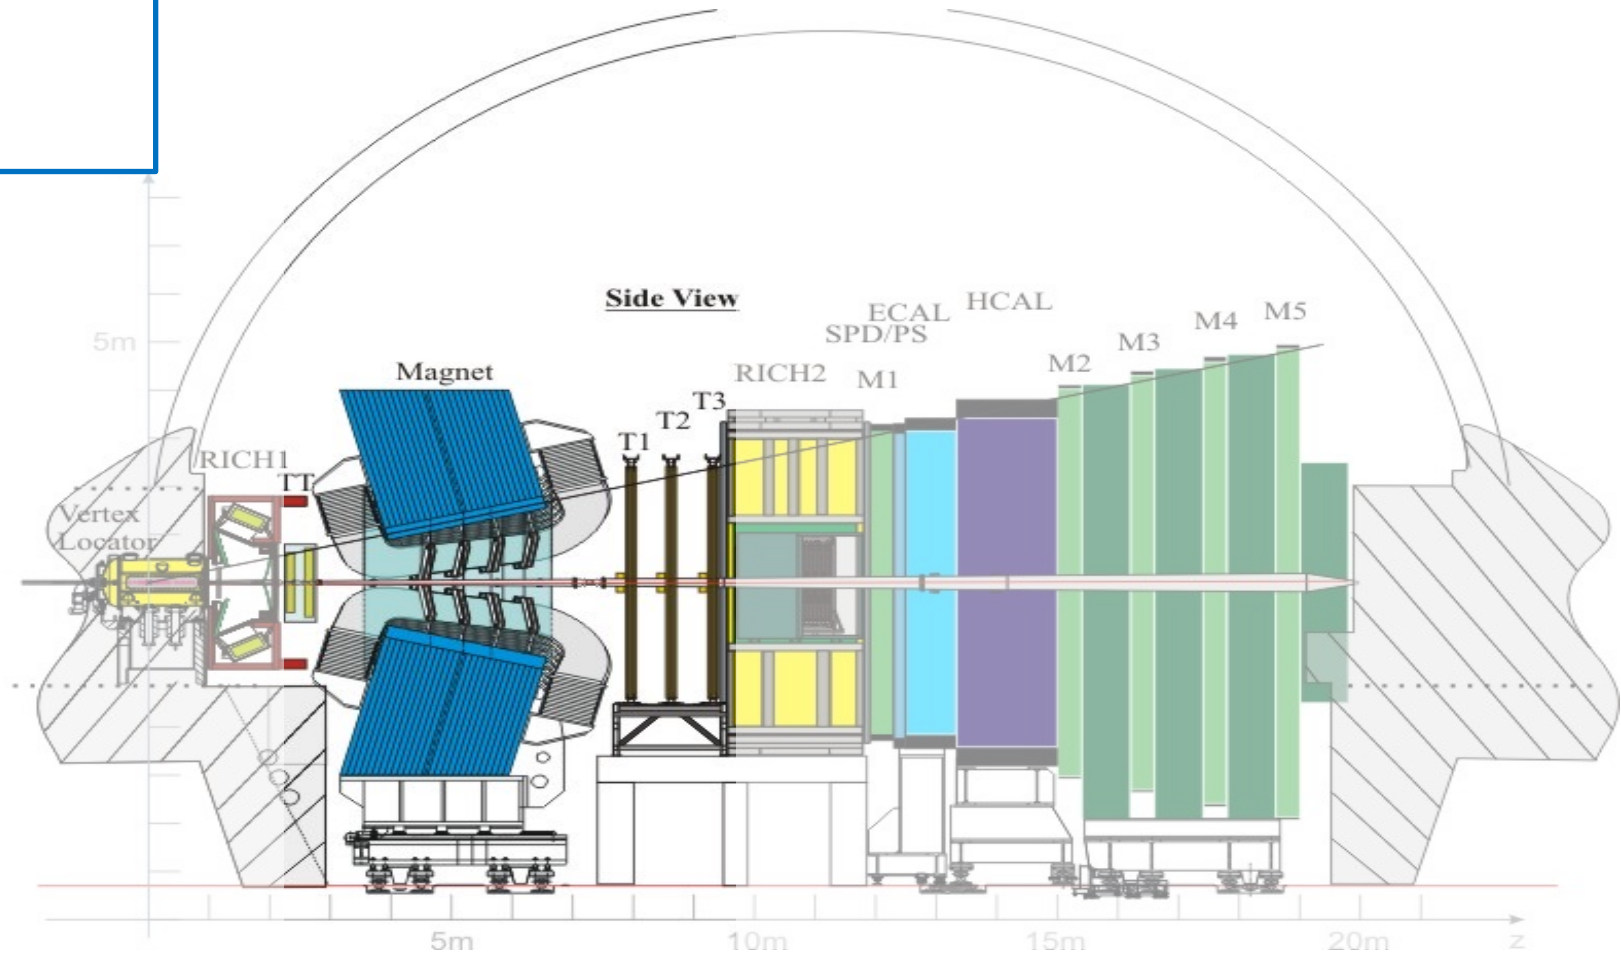 Side View
5m
Magnet
RICH1
TT
Vertex
Locator
T1
T2
T3
RICH2
M1
SPD/PS
ECAL
HCAL
M2
M3
M4
M5
5m
10m
15m
20m
z